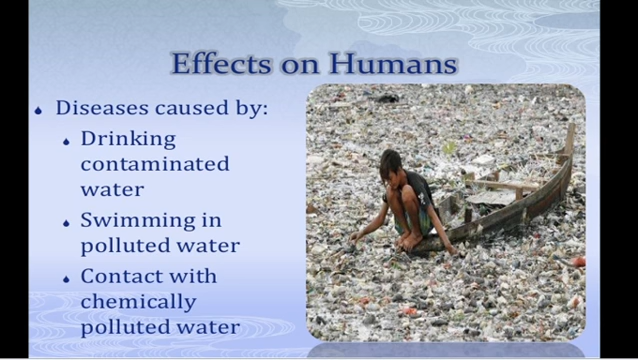 Effects on Humans
Diseases caused by:
Drinking
contaminated
water
Swimming in
polluted water
Contact with
chemically
polluted water